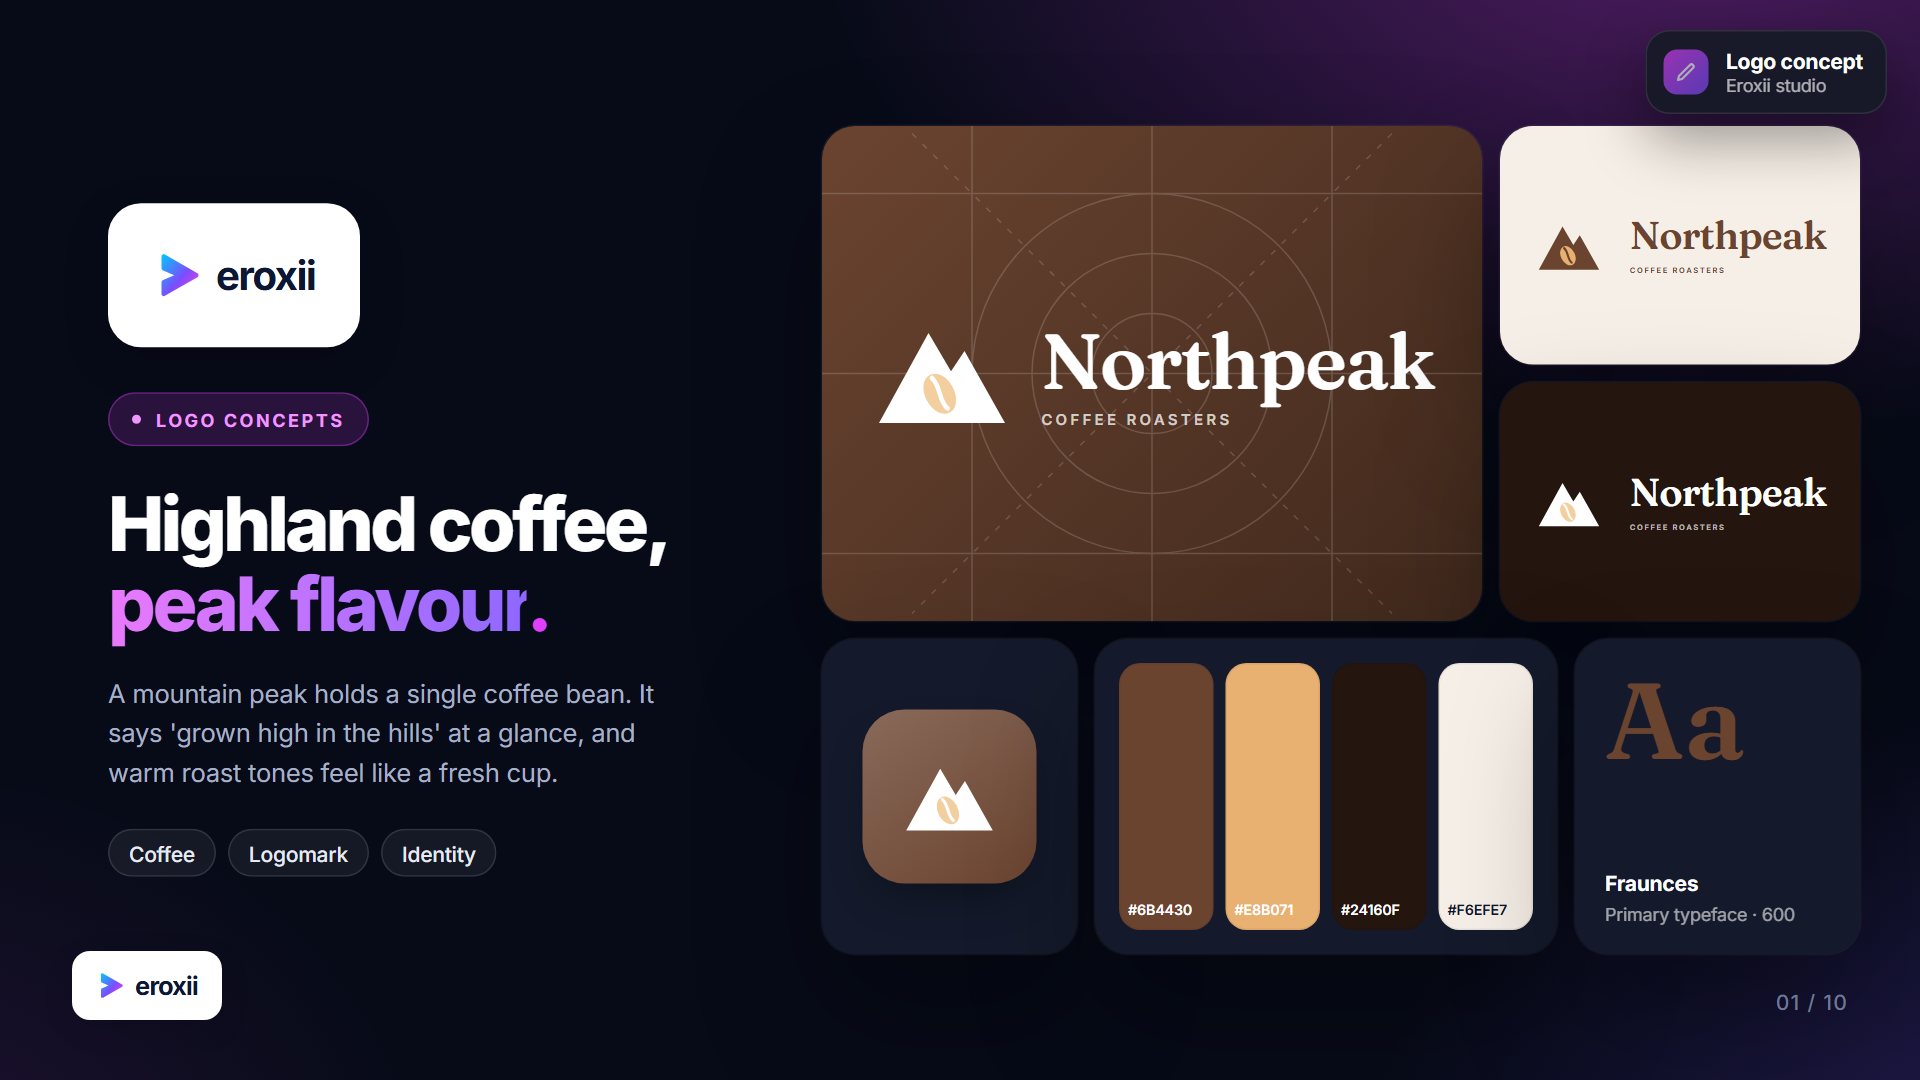 Logo concept
Eroxii studio
eroxii
LOGO CONCEPTS
Highland coffee,
peak flavour.
A mountain peak holds a single coffee bean. It
says 'grown high in the hills' at a glance, and
warm roast tones feel like a fresh cup.
Coffee
Logomark
Identity
eroxii
Northpeak
COFFEE ROASTERS
Northpeak
COFFEE ROASTERS
Northpeak
COFFEE ROASTERS
#6B4430
#E8B071
#24160F
#F6EFE7
Aa
Fraunces
Primary typeface · 600
01 / 10